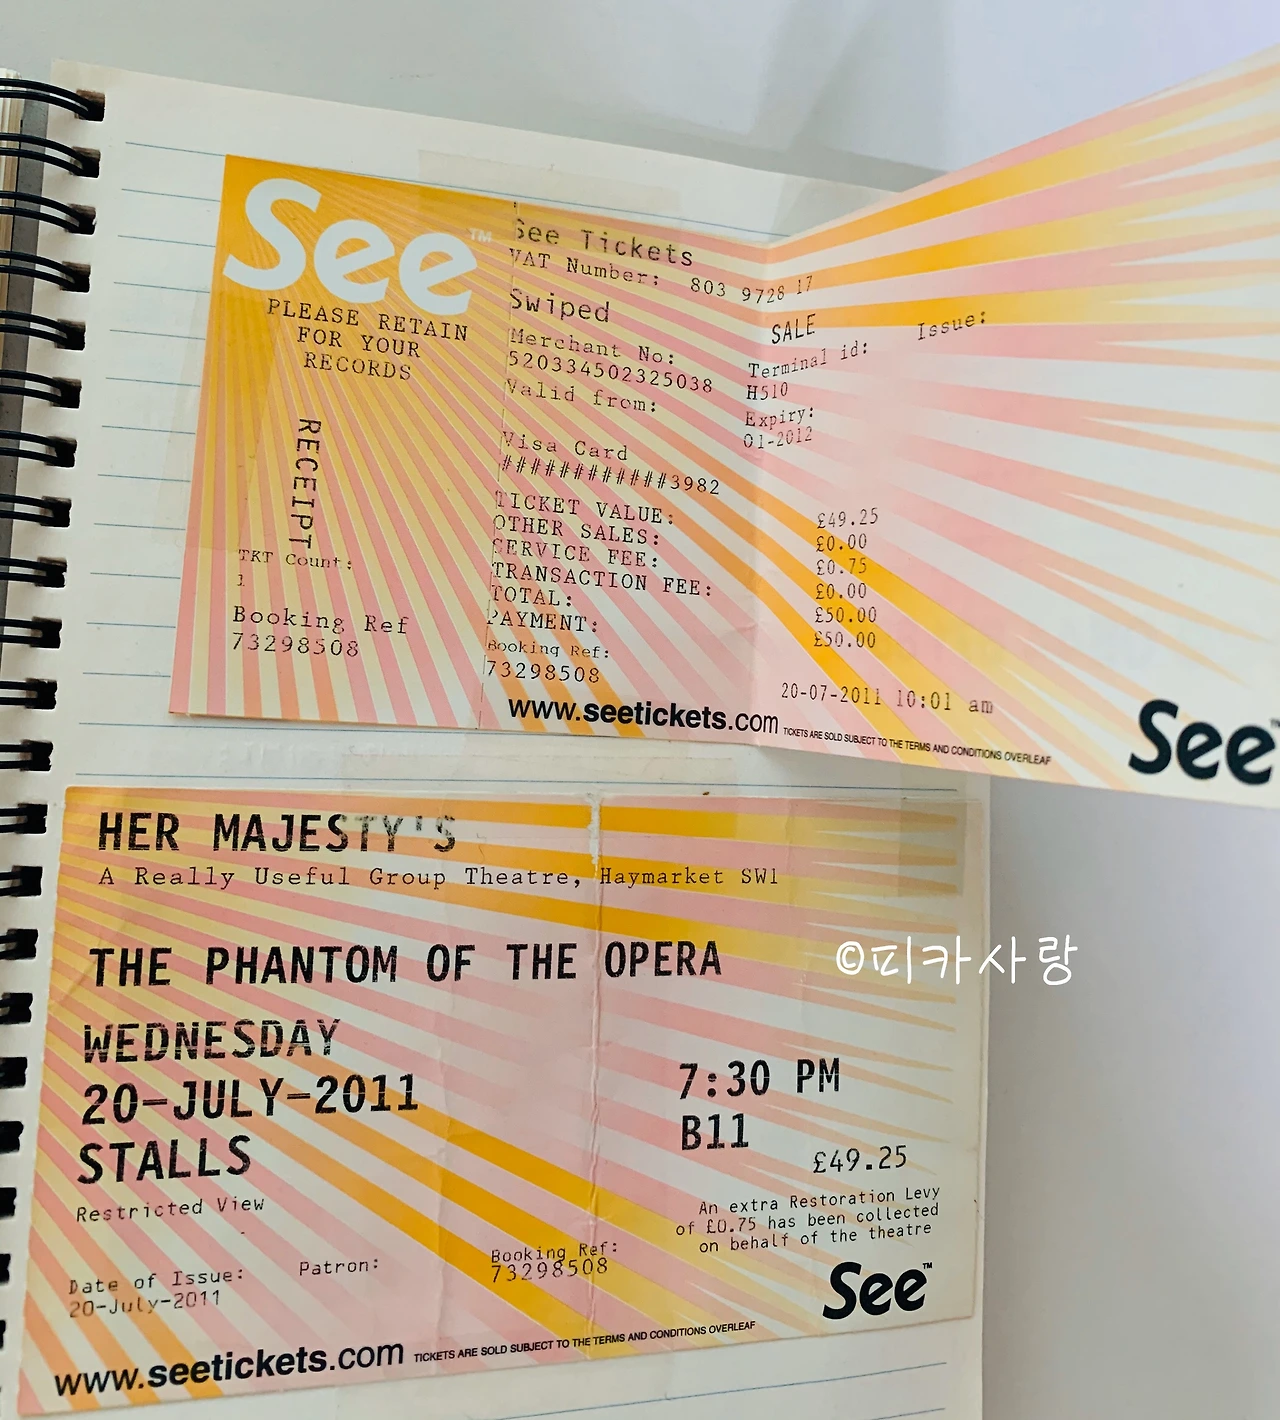 See™
PLEASE RETAIN
FOR YOUR
RECORDS
RECEIPT
TKT Count:
1
Booking Ref
73298508
See Tickets
VAT Number: 803 9728 17
Swiped
SALE
Issue:
Merchant No:
520334502325038
Terminal id:
H510
Valid from:
Expiry:
01-2012
Visa Card
############3982
TICKET VALUE: £49.25
OTHER SALES: £0.00
SERVICE FEE: £0.75
TRANSACTION FEE: £0.00
TOTAL: £50.00
PAYMENT: £50.00
Booking Ref:
73298508
20-07-2011 10:01 am
www.seetickets.com TICKETS ARE SOLD SUBJECT TO THE TERMS AND CONDITIONS OVERLEAF
See™
HER MAJESTY'S
A Really Useful Group Theatre, Haymarket SW1
THE PHANTOM OF THE OPERA
©피카사랑
WEDNESDAY
20-JULY-2011 7:30 PM
STALLS B11
£49.25
Restricted View
An extra Restoration Levy
of £0.75 has been collected
on behalf of the theatre
Date of Issue: Patron: Booking Ref:
20-July-2011 73298508
See™
www.seetickets.com TICKETS ARE SOLD SUBJECT TO THE TERMS AND CONDITIONS OVERLEAF